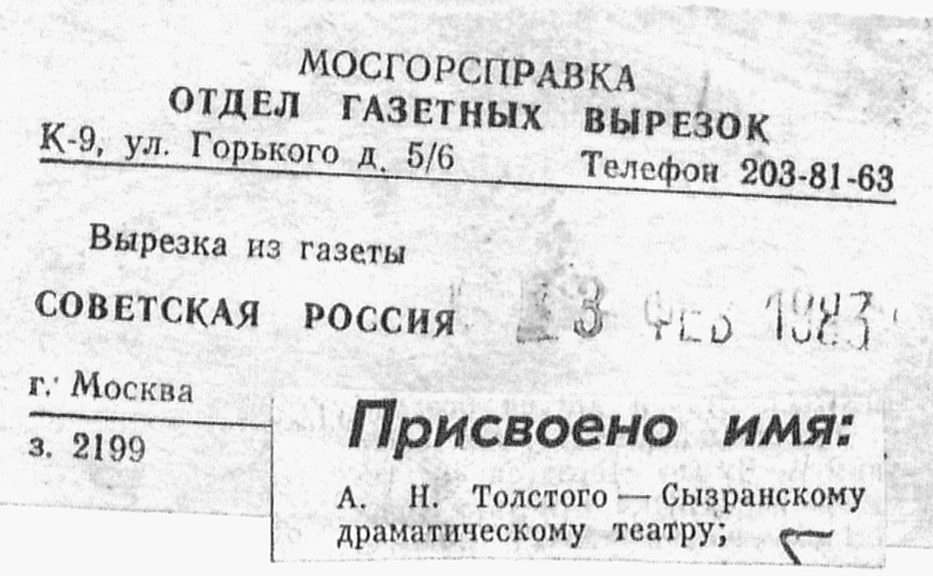 МОСГОРСПРАВКА
ОТДЕЛ ГАЗЕТНЫХ ВЫРЕЗОК
К-9, ул. Горького д. 5/6 Телефон 203-81-63
Вырезка из газеты
СОВЕТСКАЯ РОССИЯ 3 ФЕВ 1983
г. Москва
з. 2199
Присвоено имя:
А. Н. Толстого — Сызранскому
драматическому театру;